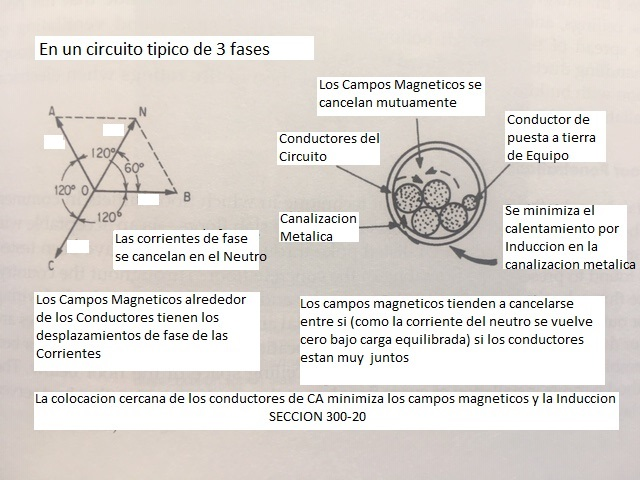 En un circuito tipico de 3 fases
Los Campos Magneticos se
cancelan mutuamente
Conductor de
puesta a tierra
de Equipo
Conductores del
Circuito
A
N
120°
60°
120°
O
B
120°
C
Canalizacion
Metalica
Se minimiza el
calentamiento por
Induccion en la
canalizacion metalica
Las corrientes de fase
se cancelan en el Neutro
Los Campos Magneticos alrededor
de los Conductores tienen los
desplazamientos de fase de las
Corrientes
Los campos magneticos tienden a cancelarse
entre si (como la corriente del neutro se vuelve
cero bajo carga equilibrada) si los conductores
estan muy juntos
La colocacion cercana de los conductores de CA minimiza los campos magneticos y la Induccion
SECCION 300-20